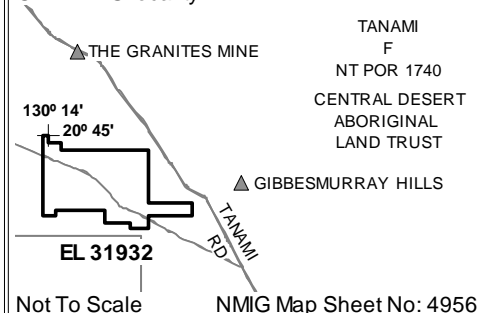 THE GRANITES MINE
TANAMI
F
NT POR 1740
CENTRAL DESERT
ABORIGINAL
LAND TRUST
130º 14'
20º 45'
GIBBESMURRAY HILLS
TANAMI
RD
EL 31932
Not To Scale
NMIG Map Sheet No: 4956